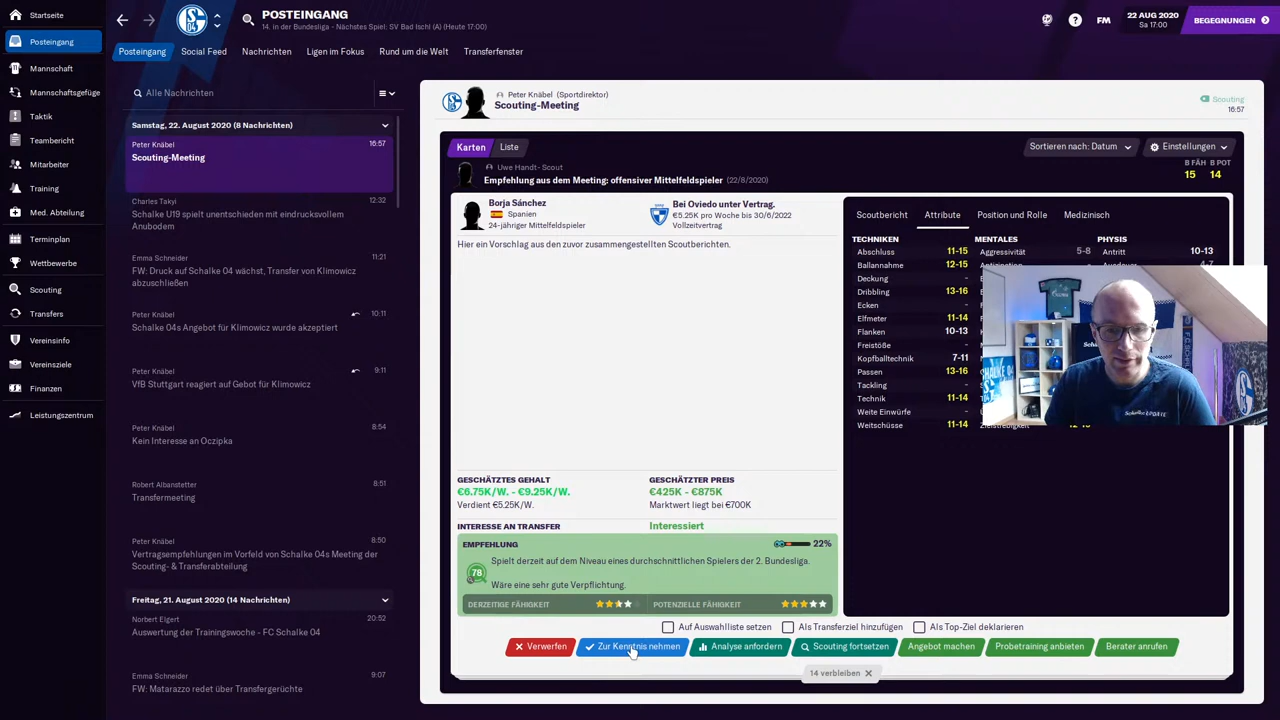 Startseite
Posteingang
Mannschaft
Mannschaftsgefüge
Taktik
Teambericht
Mitarbeiter
Training
Med. Abteilung
Terminplan
Wettbewerbe
Scouting
Transfers
Vereinsinfo
Vereinsziele
Finanzen
Leistungszentrum
POSTEINGANG
14. in der Bundesliga - Nächstes Spiel: SV Bad Ischl (A) (Heute 17:00)
FM
22 AUG 2020
Sa 17:00
BEGEGNUNGEN
Posteingang Social Feed Nachrichten Ligen im Fokus Rund um die Welt Transferfenster
Alle Nachrichten
Samstag, 22. August 2020 (8 Nachrichten)
Peter Knäbel 16:57
Scouting-Meeting
Charles Takyi 12:32
Schalke U19 spielt unentschieden mit eindrucksvollem
Anubodem
Emma Schneider 11:21
FW: Druck auf Schalke 04 wächst, Transfer von Klimowicz
abzuschließen
Peter Knäbel 10:11
Schalke 04s Angebot für Klimowicz wurde akzeptiert
Peter Knäbel 9:11
VfB Stuttgart reagiert auf Gebot für Klimowicz
Peter Knäbel 8:54
Kein Interesse an Oczipka
Robert Albanstetter 8:51
Transfermeeting
Peter Knäbel 8:50
Vertragsempfehlungen im Vorfeld von Schalke 04s Meeting der
Scouting- & Transferabteilung
Freitag, 21. August 2020 (14 Nachrichten)
Norbert Elgert 20:52
Auswertung der Trainingswoche - FC Schalke 04
Emma Schneider 9:07
FW: Matarazzo redet über Transfergerüchte
Peter Knäbel (Sportdirektor)
Scouting-Meeting
Scouting
16:57
Karten Liste
Sortieren nach: Datum
Einstellungen
Uwe Handt- Scout
Empfehlung aus dem Meeting: offensiver Mittelfeldspieler (22/8/2020)
B FÄH B POT
15 14
Borja Sánchez
Spanien
24-jähriger Mittelfeldspieler
Bei Oviedo unter Vertrag.
€5.25K pro Woche bis 30/6/2022
Vollzeitvertrag
Hier ein Vorschlag aus den zuvor zusammengestellten Scoutberichten.
GESCHÄTZTES GEHALT
€6.75K/W. - €9.25K/W.
Verdient €5.25K/W.
GESCHÄTZTER PREIS
€425K - €875K
Marktwert liegt bei €700K
INTERESSE AN TRANSFER Interessiert
EMPFEHLUNG 22%
78
Spielt derzeit auf dem Niveau eines durchschnittlichen Spielers der 2. Bundesliga.
Wäre eine sehr gute Verpflichtung.
DERZEITIGE FÄHIGKEIT POTENZIELLE FÄHIGKEIT
Scoutbericht Attribute Position und Rolle Medizinisch
TECHNIKEN MENTALES PHYSIS
Abschluss 11-15 Aggressivität 5-8 Antritt 10-13
Ballannahme 12-15
Deckung -
Dribbling 13-16
Ecken -
Elfmeter 11-14
Flanken 10-13
Freistöße -
Kopfballtechnik 7-11
Passen 13-16
Tackling -
Technik 11-14
Weite Einwürfe -
Weitschüsse 11-14
Auf Auswahlliste setzen Als Transferziel hinzufügen Als Top-Ziel deklarieren
Verwerfen Zur Kenntnis nehmen Analyse anfordern Scouting fortsetzen Angebot machen Probetraining anbieten Berater anrufen
14 verbleiben